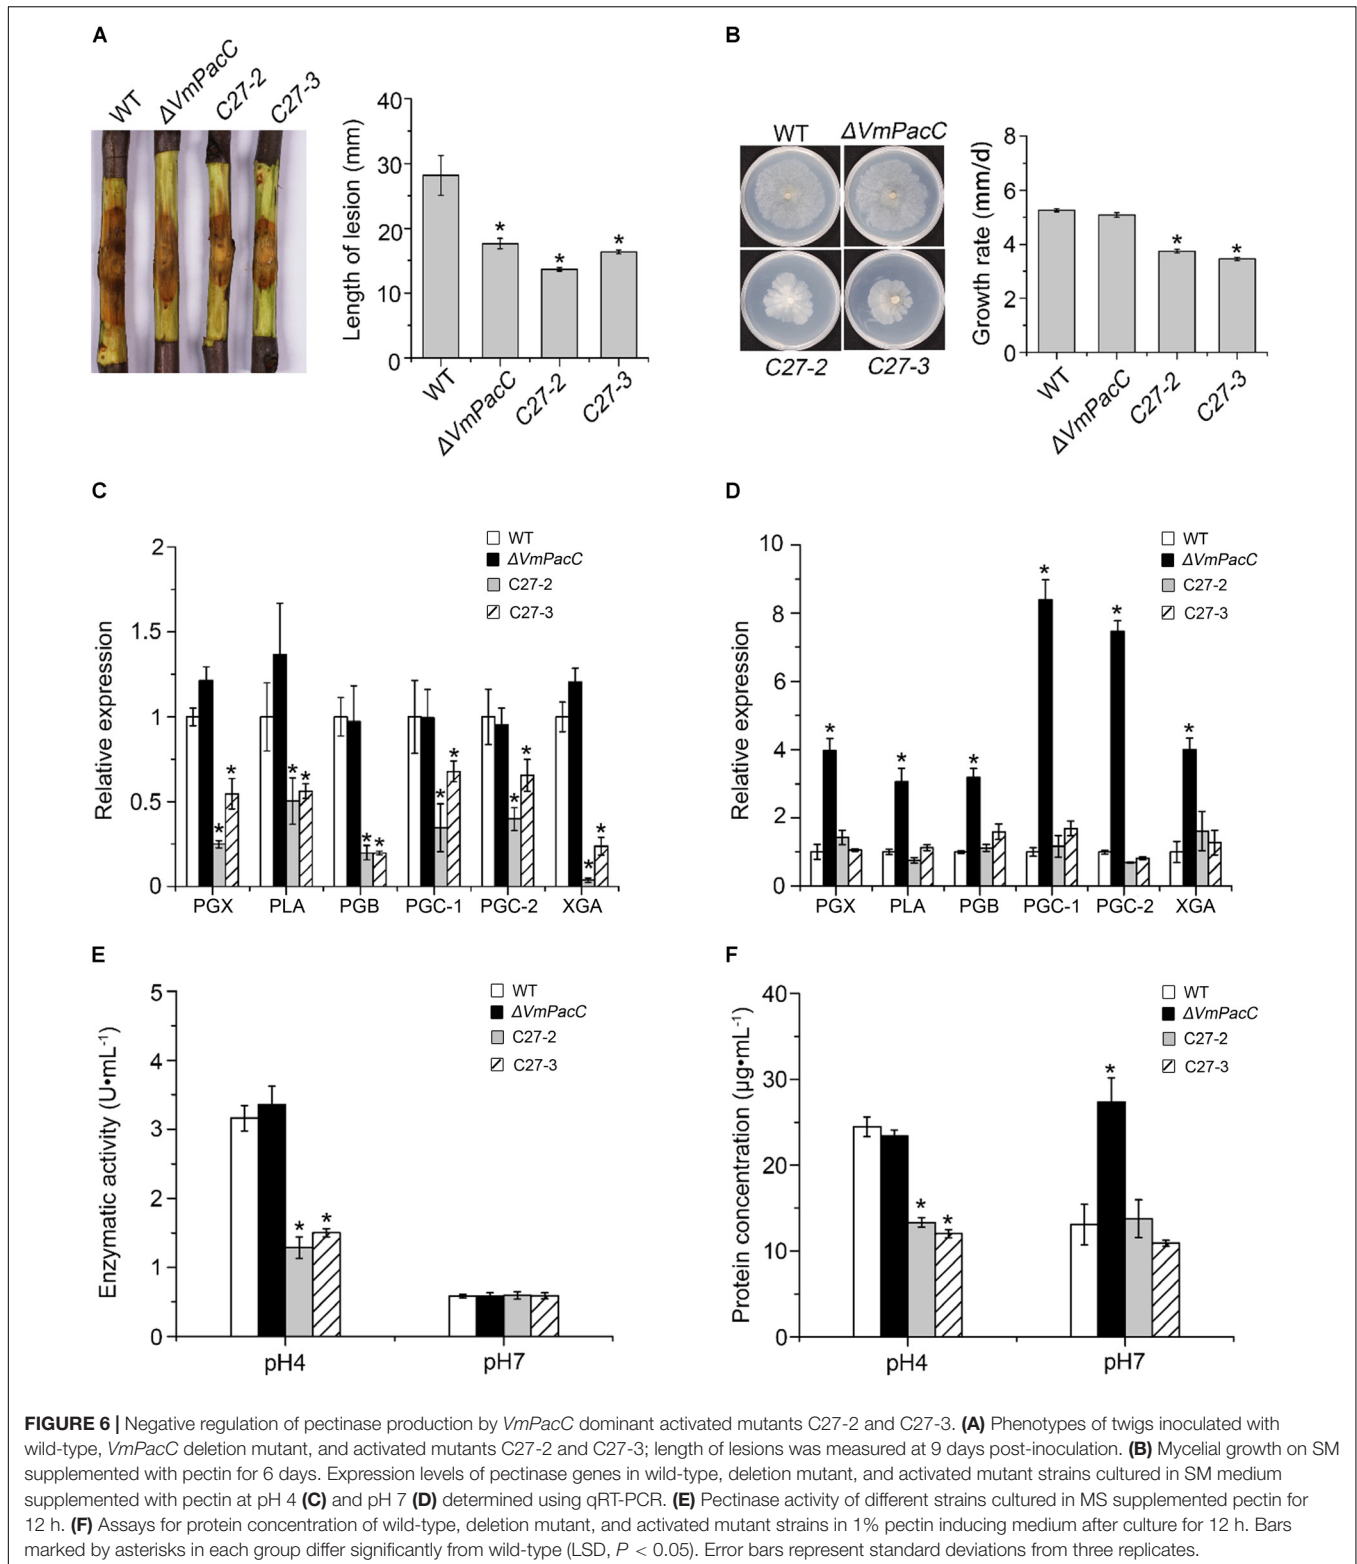 A
WT
ΔVmPacC
C27-2
C27-3
Length of lesion (mm)
40
30
20
10
0
WT
ΔVmPacC
C27-2
C27-3
B
WT
ΔVmPacC
C27-2
C27-3
Growth rate (mm/d)
8
6
4
2
0
WT
ΔVmPacC
C27-2
C27-3
C
Relative expression
2
1.5
1
0.5
0
WT
ΔVmPacC
C27-2
C27-3
* * * * * * * * * * * *
PGX PLA PGB PGC-1 PGC-2 XGA
D
Relative expression
10
8
6
4
2
0
WT
ΔVmPacC
C27-2
C27-3
* * * * * *
PGX PLA PGB PGC-1 PGC-2 XGA
E
Enzymatic activity (U•mL⁻¹)
5
4
3
2
1
0
WT
ΔVmPacC
C27-2
C27-3
* *
pH4 pH7
F
Protein concentration (µg•mL⁻¹)
40
30
20
10
0
WT
ΔVmPacC
C27-2
C27-3
* * *
pH4 pH7
FIGURE 6 | Negative regulation of pectinase production by VmPacC dominant activated mutants C27-2 and C27-3. (A) Phenotypes of twigs inoculated with
wild-type, VmPacC deletion mutant, and activated mutants C27-2 and C27-3; length of lesions was measured at 9 days post-inoculation. (B) Mycelial growth on SM
supplemented with pectin for 6 days. Expression levels of pectinase genes in wild-type, deletion mutant, and activated mutant strains cultured in SM medium
supplemented with pectin at pH 4 (C) and pH 7 (D) determined using qRT-PCR. (E) Pectinase activity of different strains cultured in MS supplemented pectin for
12 h. (F) Assays for protein concentration of wild-type, deletion mutant, and activated mutant strains in 1% pectin inducing medium after culture for 12 h. Bars
marked by asterisks in each group differ significantly from wild-type (LSD, P < 0.05). Error bars represent standard deviations from three replicates.